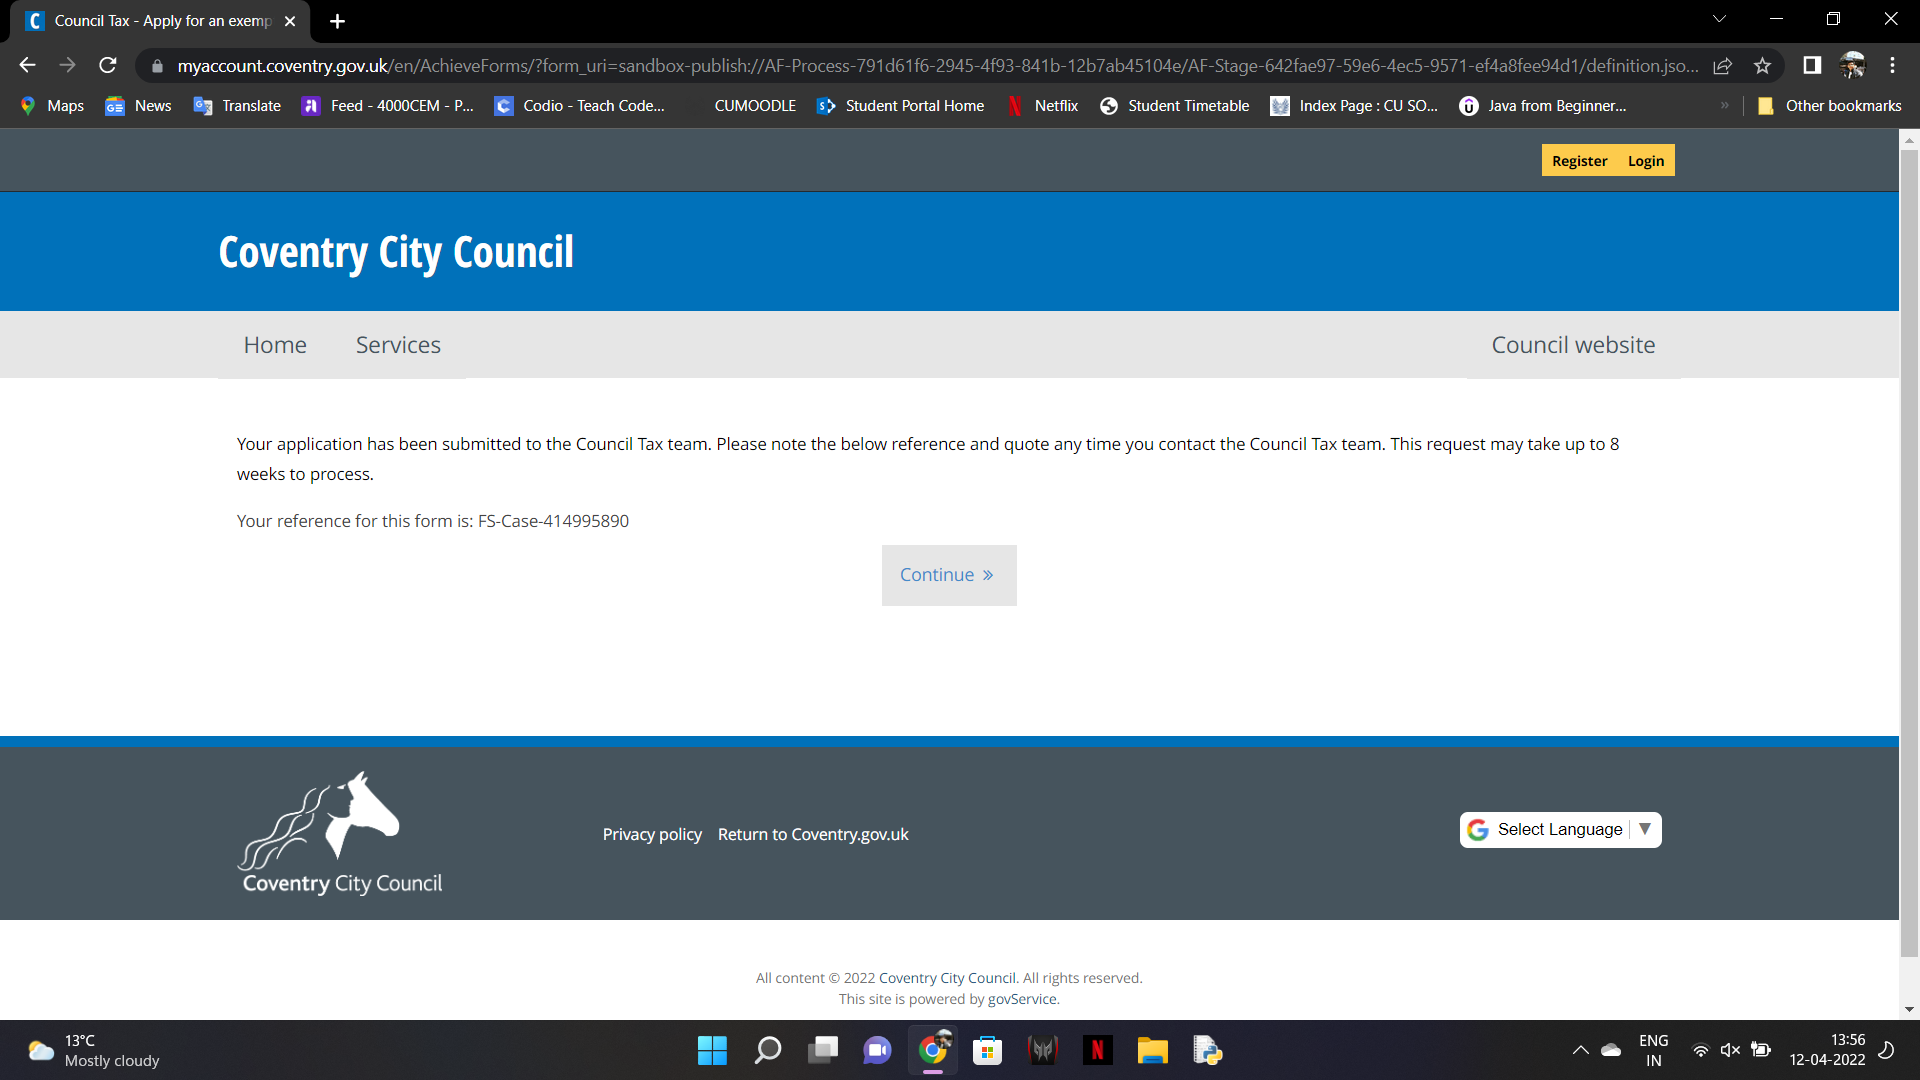 Council Tax - Apply for an exemp
myaccount.coventry.gov.uk/en/AchieveForms/?form_uri=sandbox-publish://AF-Process-791d61f6-2945-4f93-841b-12b7ab45104e/AF-Stage-642fae97-59e6-4ec5-9571-ef4a8fee94d1/definition.jso...
Maps News Translate Feed - 4000CEM - P... Codio - Teach Code... CUMOODLE Student Portal Home Netflix Student Timetable Index Page : CU SO... Java from Beginner... » Other bookmarks
Register Login
Coventry City Council
Home Services Council website
Your application has been submitted to the Council Tax team. Please note the below reference and quote any time you contact the Council Tax team. This request may take up to 8
weeks to process.
Your reference for this form is: FS-Case-414995890
Continue »
Privacy policy Return to Coventry.gov.uk
Select Language ▼
Coventry City Council
All content © 2022 Coventry City Council. All rights reserved.
This site is powered by govService.
13°C
Mostly cloudy
ENG
IN
13:56
12-04-2022